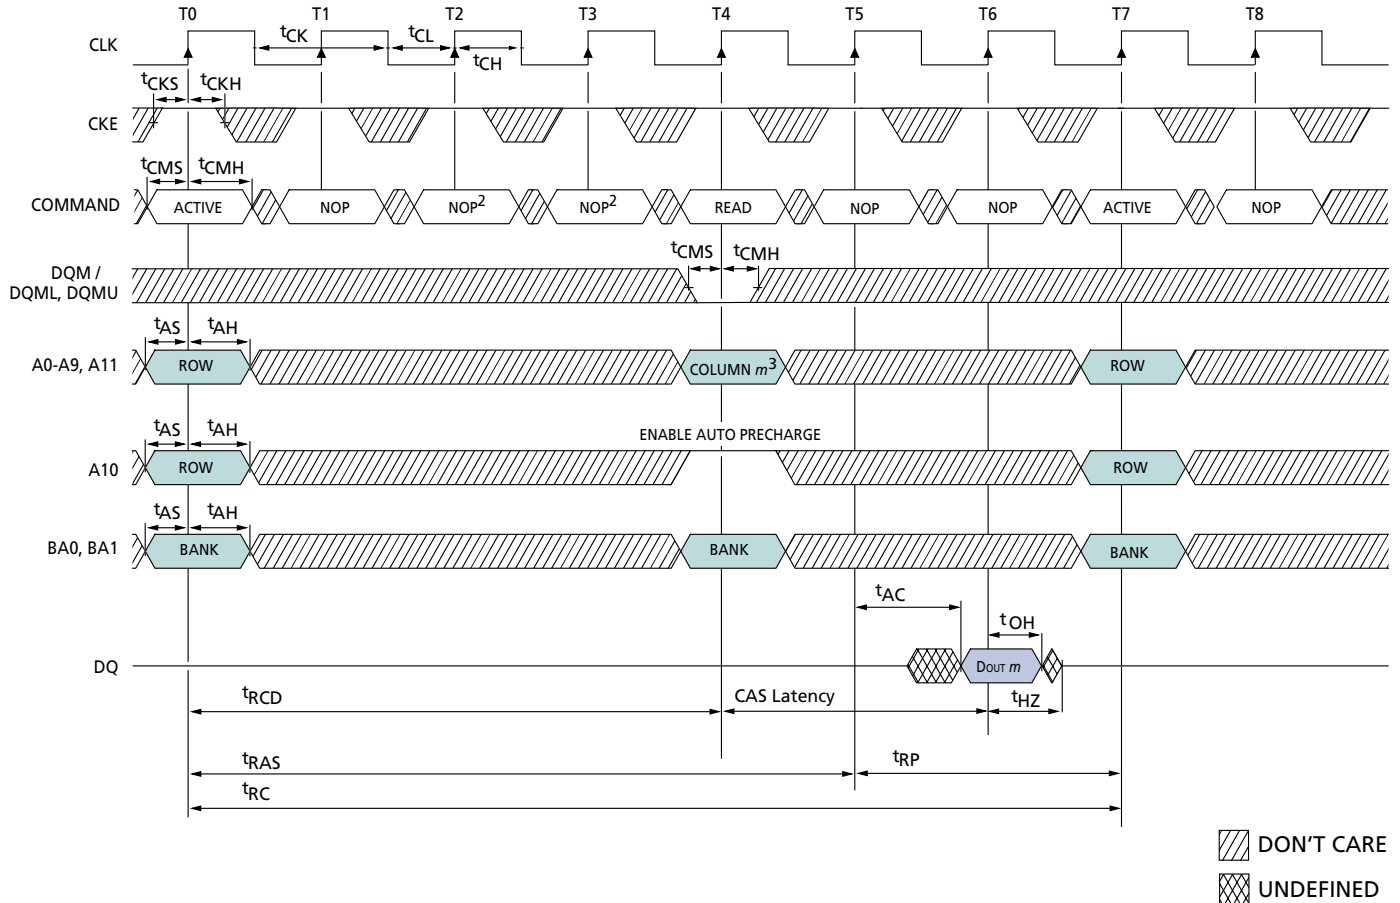 T0 T1 T2 T3 T4 T5 T6 T7 T8
CLK
tCK tCL tCH
tCKS tCKH
CKE
tCMS tCMH
COMMAND ACTIVE NOP NOP2 NOP2 READ NOP NOP ACTIVE NOP
tCMS tCMH
DQM /
DQML, DQMU
tAS tAH
A0-A9, A11 ROW COLUMN m3 ROW
ENABLE AUTO PRECHARGE
tAS tAH
A10 ROW ROW
tAS tAH
BA0, BA1 BANK BANK BANK
tAC
tOH
DQ DOUT m
tRCD CAS Latency tHZ
tRAS tRP
tRC
DON'T CARE
UNDEFINED